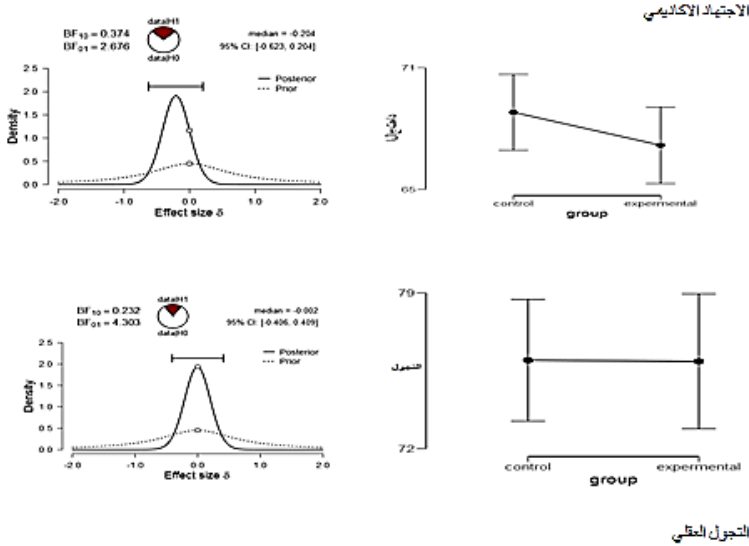 الاجتهاد الاكاديمي
BF10 = 0.374
BF01 = 2.676
data|H1
data|H0
median = -0.204
95% CI: [-0.623, 0.204]
Posterior
Prior
Density
2.5
2.0
1.5
1.0
0.5
0.0
-2.0 -1.0 0.0 1.0 2.0
Effect size δ
71
65
control expermental
group
BF10 = 0.232
BF01 = 4.303
data|H1
data|H0
median = -0.002
95% CI: [-0.406, 0.409]
Posterior
Prior
Density
2.5
2.0
1.5
1.0
0.5
0.0
-2.0 -1.0 0.0 1.0 2.0
Effect size δ
79
التجول
72
control expermental
group
التجول العقلي